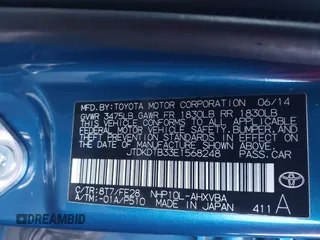 MFD.BY: TOYOTA MOTOR CORPORATION 06/14
GVWR 3475LB GAWR FR 1830LB RR 1830LB
THIS VEHICLE CONFORMS TO ALL APPLICABLE
FEDERAL MOTOR VEHICLE SAFETY, BUMPER, AND
THEFT PREVENTION STANDARDS IN EFFECT ON
THE DATE OF MANUFACTURE SHOWN ABOVE.
JTDKDTB33E1568248 PASS.CAR
C/TR: 8T7/FE28 NHP10L-AHXVBA
A/TM: -01A/P510 MADE IN JAPAN 411 A
TOYOTA
DREAMBID